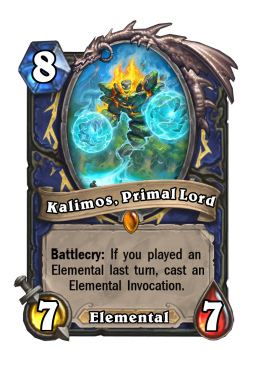 8
Kalimos, Primal Lord
Battlecry: If you played an
Elemental last turn, cast an
Elemental Invocation.
7 Elemental 7